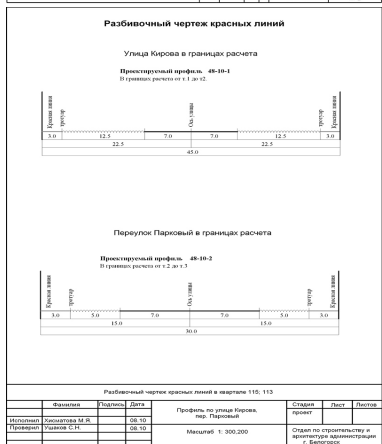 Разбивочный чертеж красных линий
Улица Кирова в границах расчета
Проектируемый профиль 48-10-1
В границах расчета от т.1 до т2.
Красная линия
тротуар
Ось улицы
тротуар
Красная линия
3.0 12.5 7.0 7.0 12.5 3.0
22.5 22.5
45.0
Переулок Парковый в границах расчета
Проектируемый профиль 48-10-2
В границах расчета от т.2 до т.3
Красная линия
тротуар
Ось улицы
тротуар
Красная линия
3.0 5.0 7.0 7.0 5.0 3.0
15.0 15.0
30.0
Разбивочный чертеж красных линий в квартале 115; 113
Фамилия Подпись Дата
Профиль по улице Кирова,
пер. Парковый
Стадия Лист Листов
проект
Исполнил Хисматова М.Я. 08.10
Проверил Ушаков С.Н. 08.10
Масштаб 1: 300,200
Отдел по строительству и
архитектуре администрации
г. Белогорск